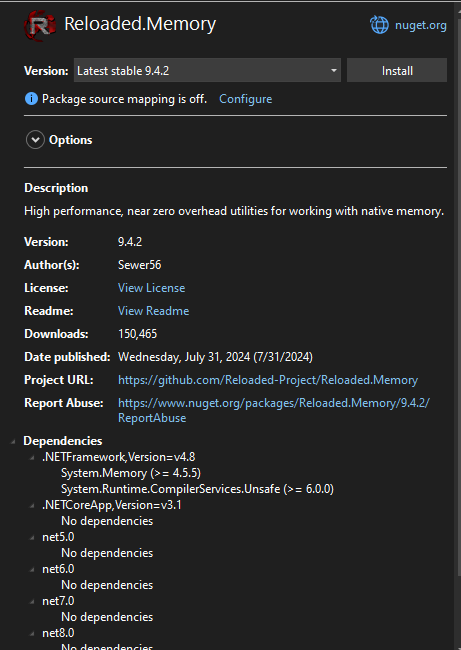 Reloaded.Memory
nuget.org
Version: Latest stable 9.4.2 Install
Package source mapping is off. Configure
Options
Description
High performance, near zero overhead utilities for working with native memory.
Version: 9.4.2
Author(s): Sewer56
License: View License
Readme: View Readme
Downloads: 150,465
Date published: Wednesday, July 31, 2024 (7/31/2024)
Project URL: https://github.com/Reloaded-Project/Reloaded.Memory
Report Abuse: https://www.nuget.org/packages/Reloaded.Memory/9.4.2/
ReportAbuse
Dependencies
.NETFramework,Version=v4.8
System.Memory (>= 4.5.5)
System.Runtime.CompilerServices.Unsafe (>= 6.0.0)
.NETCoreApp,Version=v3.1
No dependencies
net5.0
No dependencies
net6.0
No dependencies
net7.0
No dependencies
net8.0
No dependencies